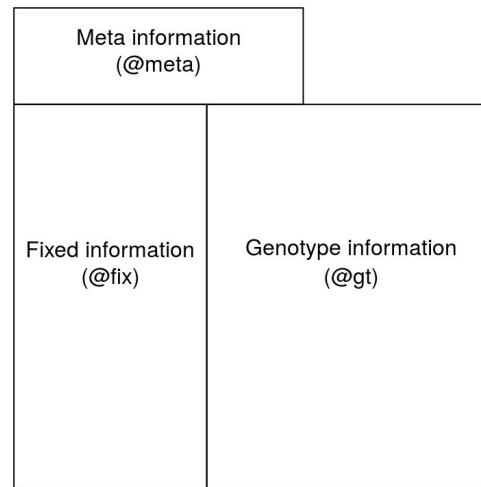 Meta information
(@meta)
Fixed information
(@fix)
Genotype information
(@gt)